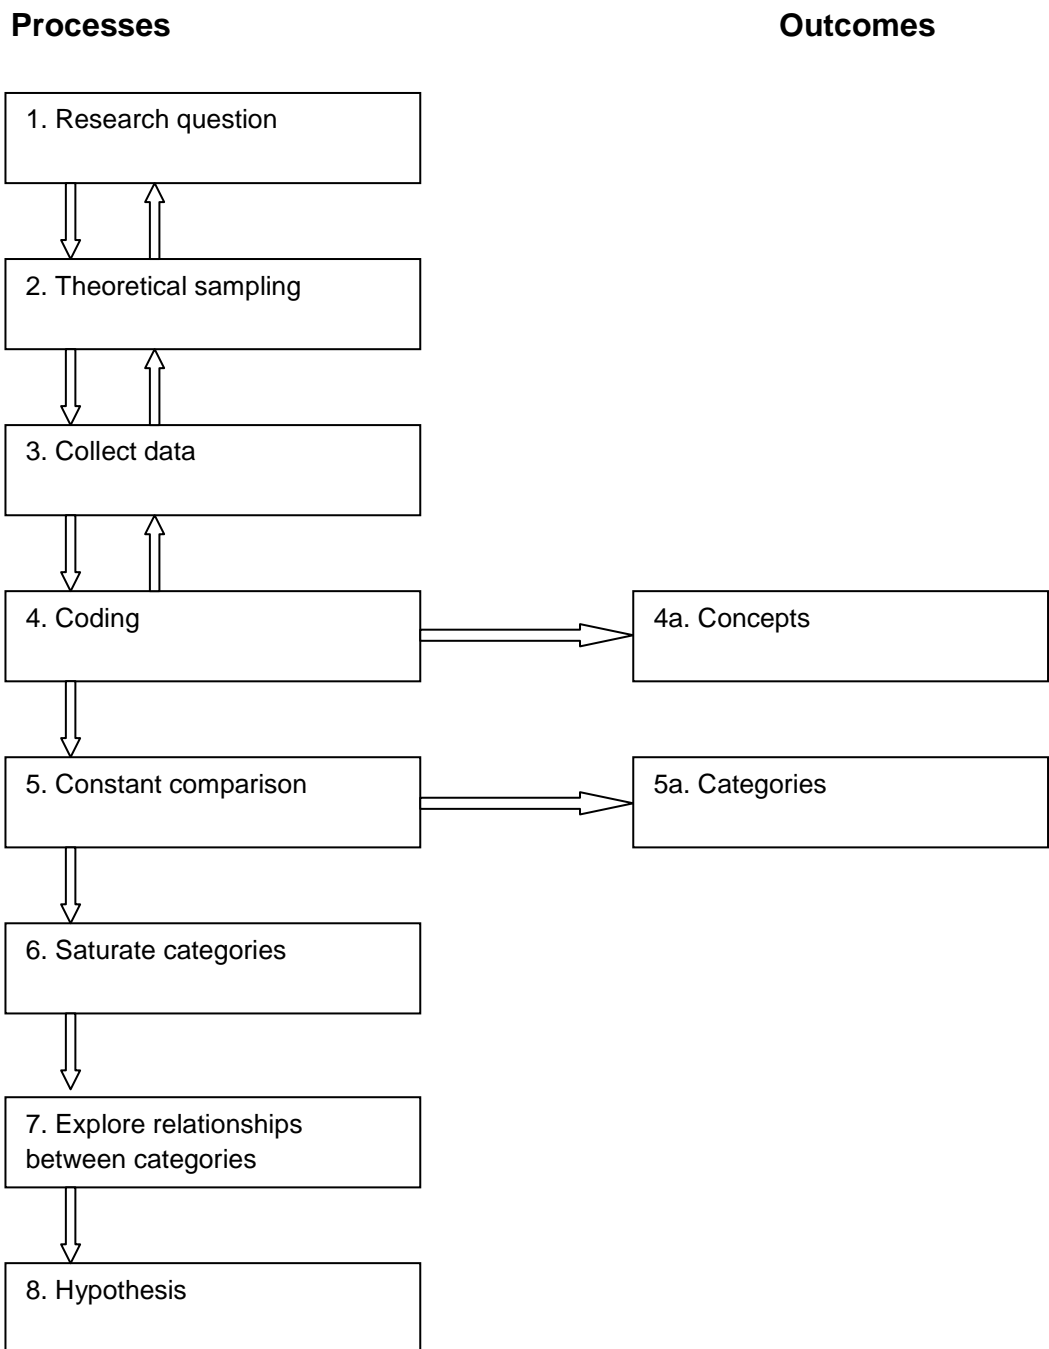 Processes Outcomes
1. Research question
2. Theoretical sampling
3. Collect data
4. Coding 4a. Concepts
5. Constant comparison 5a. Categories
6. Saturate categories
7. Explore relationships
between categories
8. Hypothesis